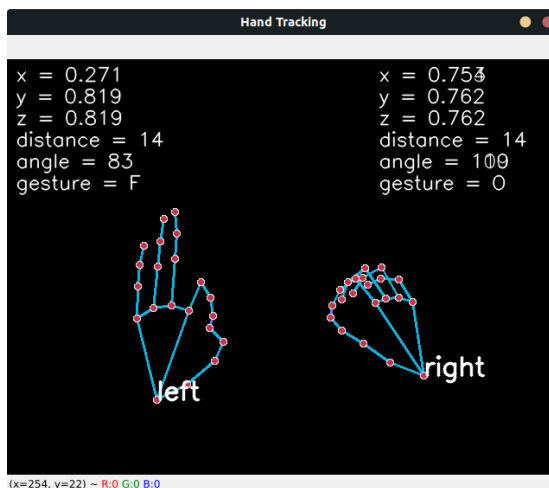 Hand Tracking
x = 0.271
y = 0.819
z = 0.819
distance = 14
angle = 83
gesture = F
x =
y = 0.762
z = 0.762
distance = 14
angle =
gesture = O
left
right
(x=254, y=22) ~ R:0 G:0 B:0